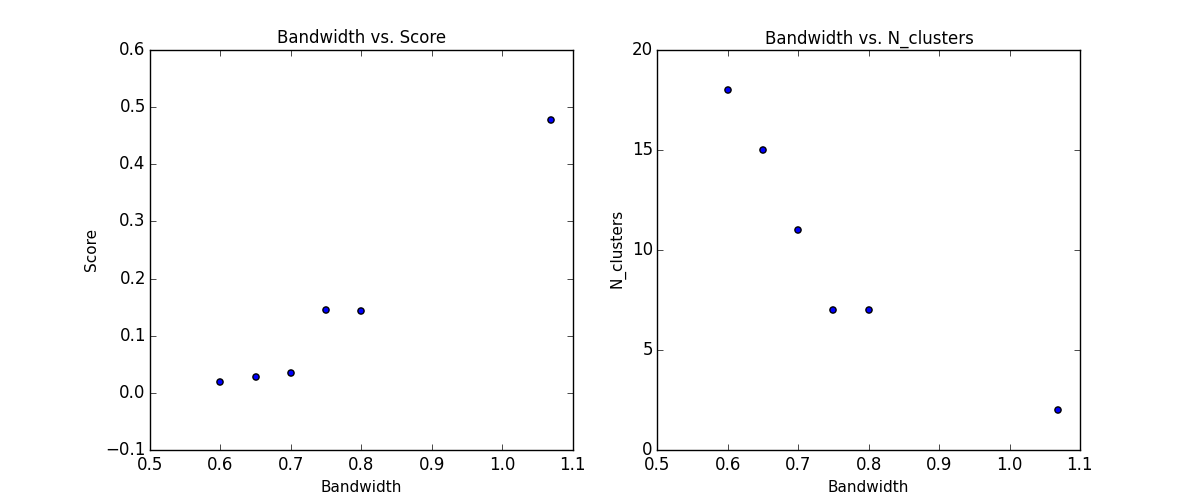 Bandwidth vs. Score
0.6
0.5
0.4
0.3
0.2
0.1
0.0
−0.1
Score
0.5 0.6 0.7 0.8 0.9 1.0 1.1
Bandwidth
Bandwidth vs. N_clusters
20
15
10
5
0
N_clusters
0.5 0.6 0.7 0.8 0.9 1.0 1.1
Bandwidth